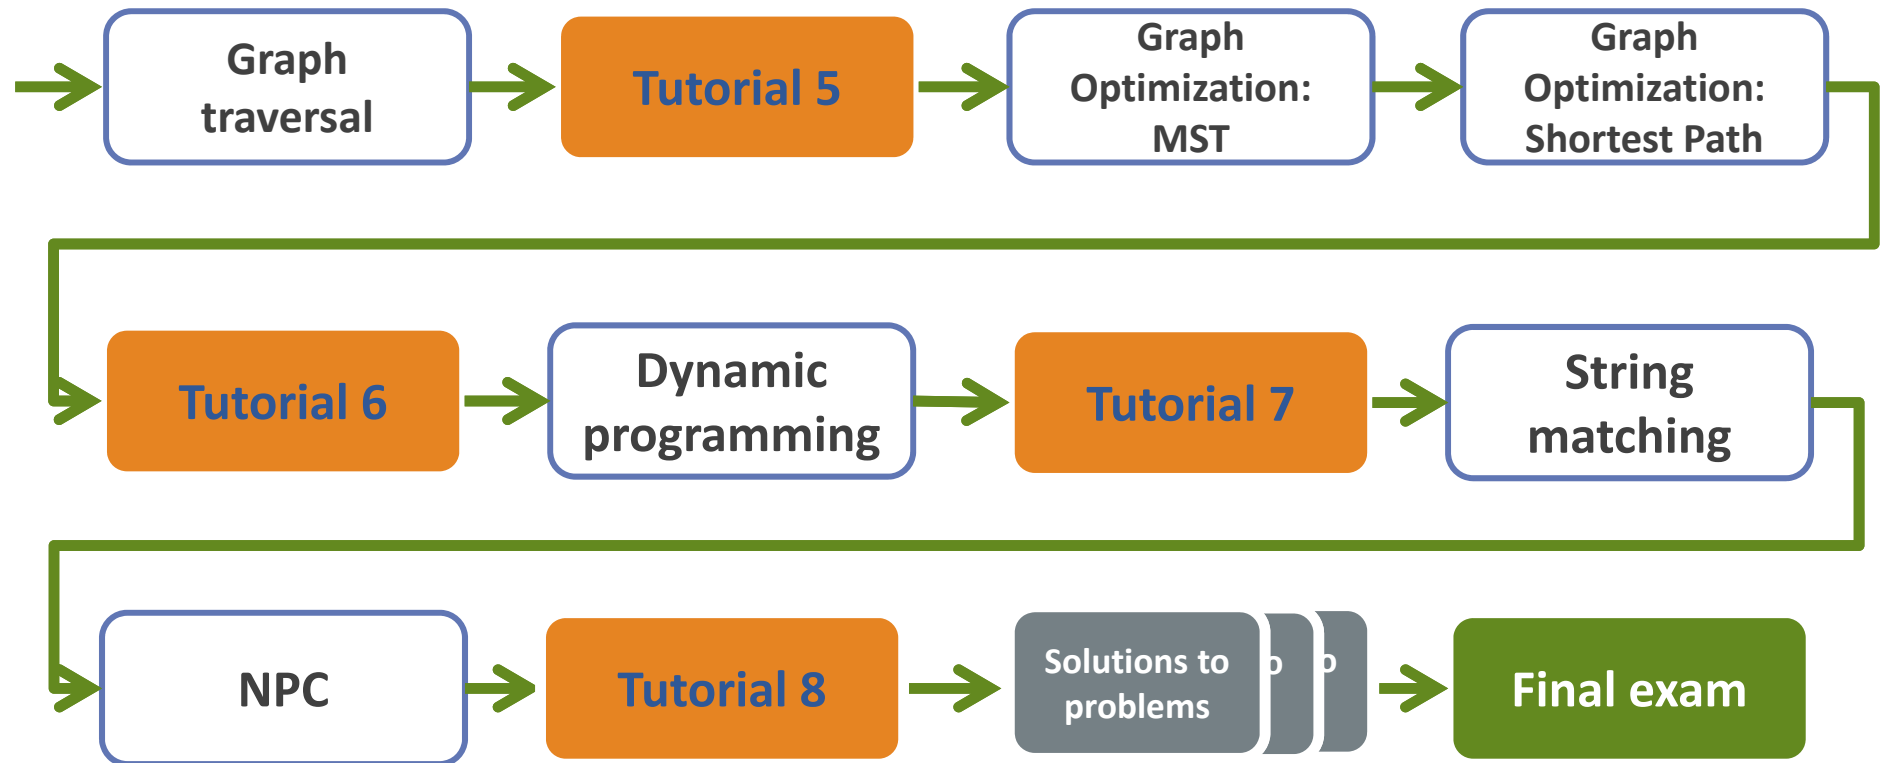 Graph
traversal
Tutorial 5
Graph
Optimization:
MST
Graph
Optimization:
Shortest Path
Tutorial 6
Dynamic
programming
Tutorial 7
String
matching
NPC
Tutorial 8
Solutions to
problems
Final exam